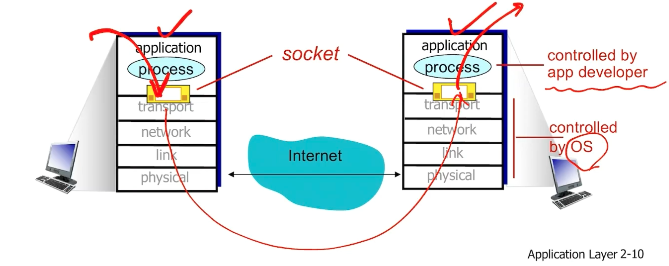 application
process
transport
network
link
physical
socket
Internet
application
process
transport
network
link
physical
controlled by
app developer
controlled
by OS
Application Layer 2-10